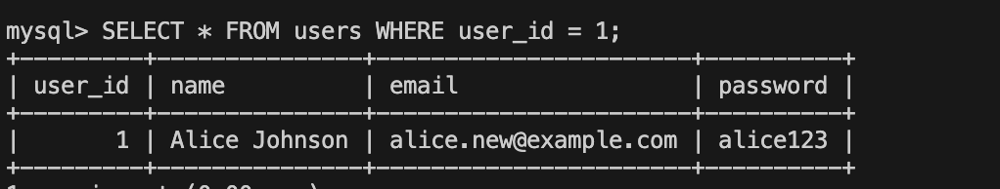 mysql> SELECT * FROM users WHERE user_id = 1;
+---------+---------------+-----------------------+----------+
| user_id | name          | email                 | password |
+---------+---------------+-----------------------+----------+
|       1 | Alice Johnson | alice.new@example.com | alice123 |
+---------+---------------+-----------------------+----------+